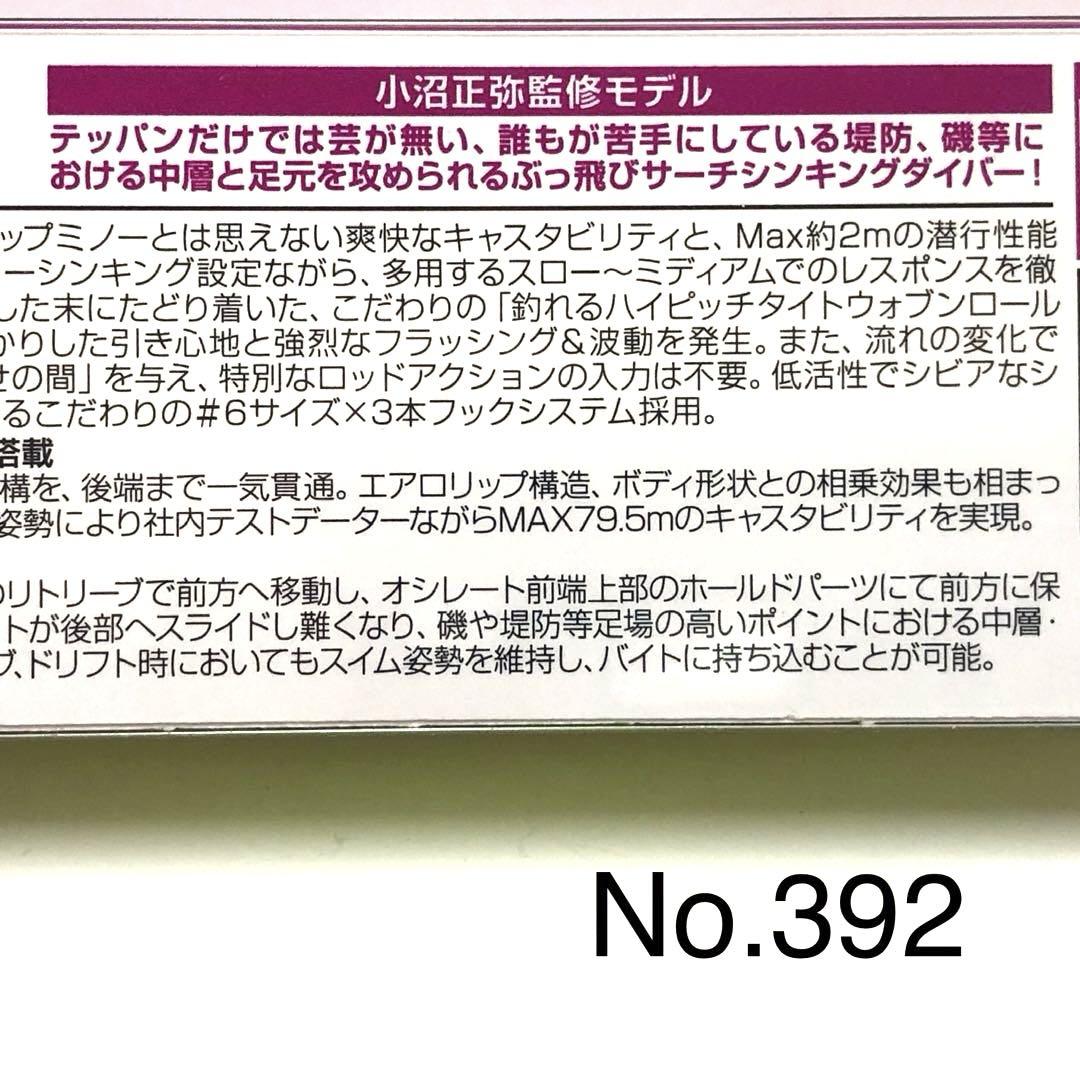 小沼正弥監修モデル
テッパンだけでは芸が無い、誰もが苦手にしている堤防、磯等に
おける中層と足元を攻められるぶっ飛びサーチシンキングダイバー!
ップミノーとは思えない爽快なキャスタビリティと、Max約2mの潜行性能
ーシンキング設定ながら、多用するスロー～ミディアムでのレスポンスを徹
した末にたどり着いた、こだわりの「釣れるハイピッチタイトウォブンロール
かりした引き心地と強烈なフラッシング&波動を発生。また、流れの変化で
せの間」を与え、特別なロッドアクションの入力は不要。低活性でシビアなシ
るこだわりの#6サイズ×3本フックシステム採用。
搭載
構を、後端まで一気貫通。エアロリップ構造、ボディ形状との相乗効果も相まっ
姿勢により社内テストデーターながらMAX79.5mのキャスタビリティを実現。
のリトリーブで前方へ移動し、オシレート前端上部のホールドパーツにて前方に保
トが後部へスライドし難くなり、磯や堤防等足場の高いポイントにおける中層・
ブ、ドリフト時においてもスイム姿勢を維持し、バイトに持ち込むことが可能。
No.392